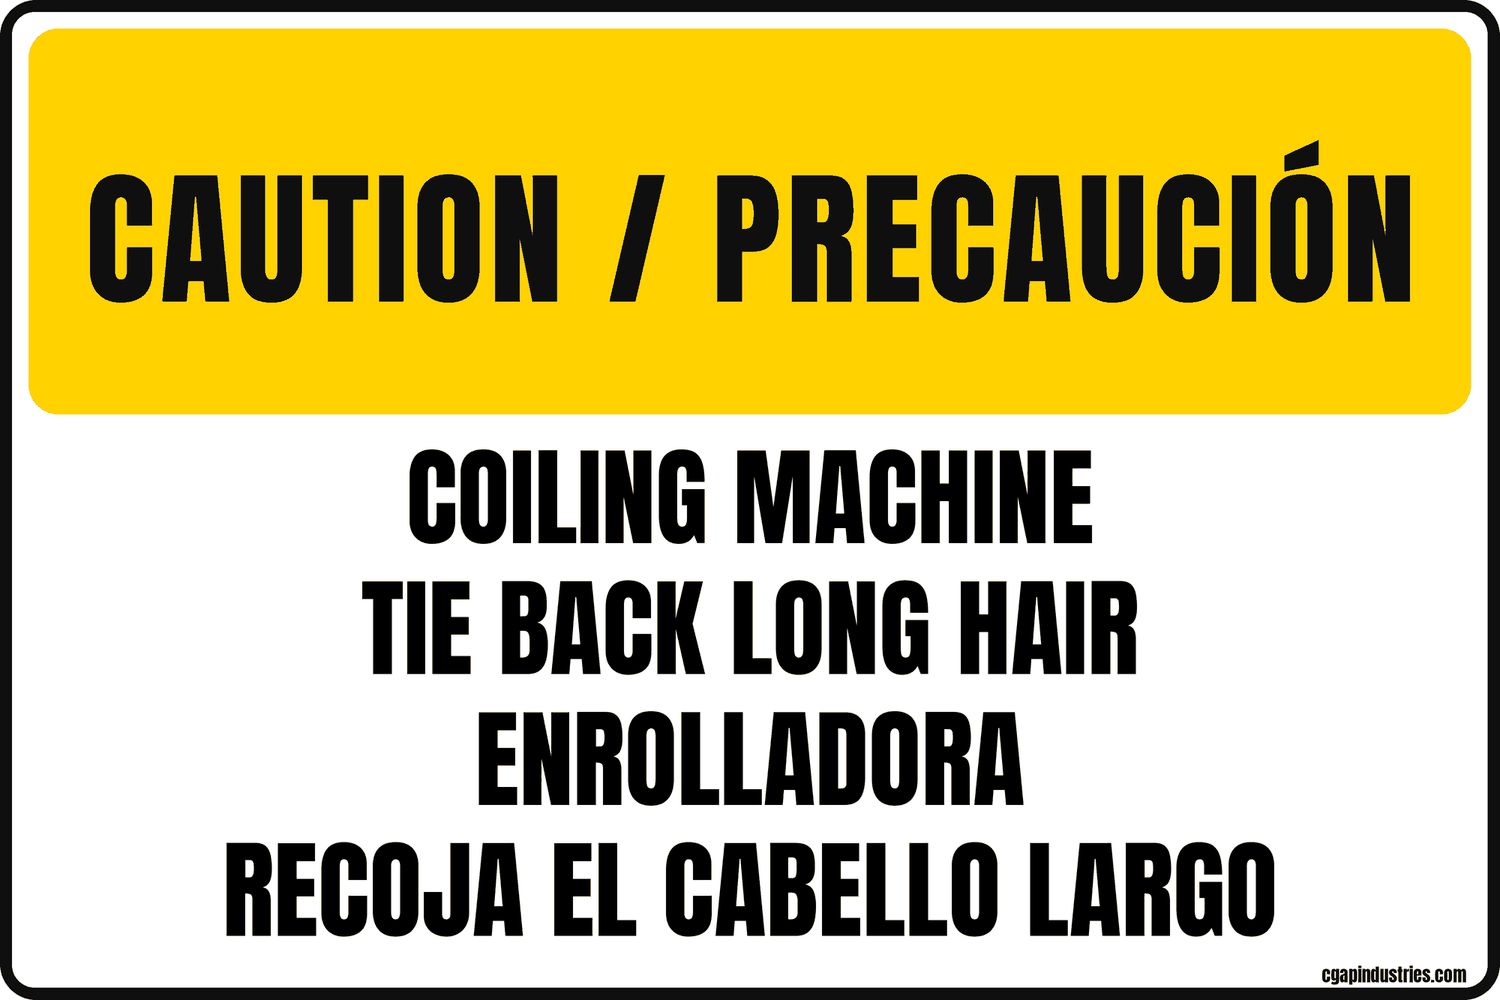 CAUTION / PRECAUCIÓN
COILING MACHINE
TIE BACK LONG HAIR
ENROLLADORA
RECOJA EL CABELLO LARGO
cgapindustries.com